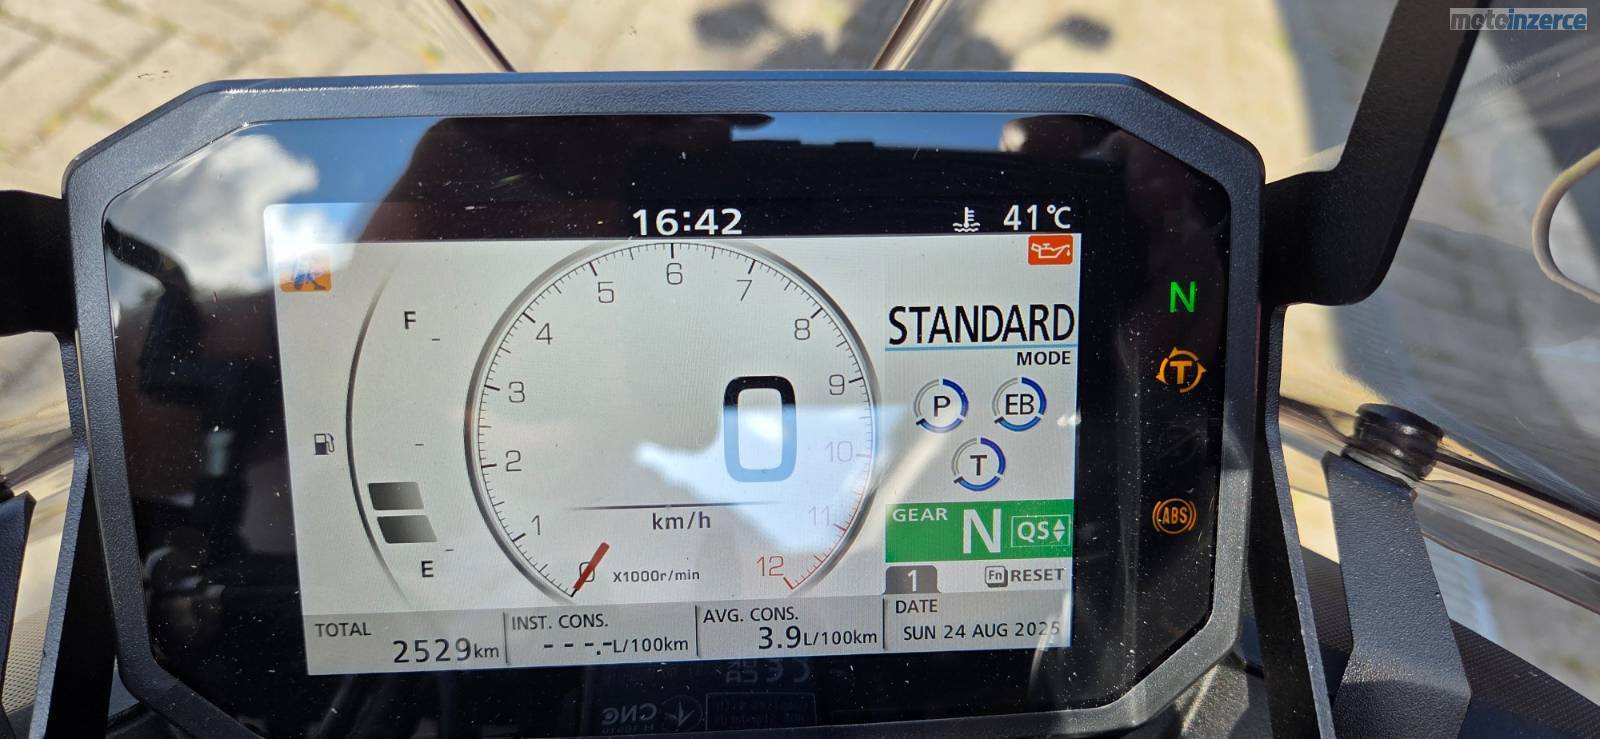 motoinzerce
16:42
41°C
F
E
0
1
2
3
4
5
6
7
8
9
10
11
12
X1000r/min
0
km/h
STANDARD
MODE
P
EB
T
GEAR
N
QS
1
Fn RESET
TOTAL
2529km
INST. CONS.
- - -.-L/100km
AVG. CONS.
3.9L/100km
DATE
SUN 24 AUG 2025
N
T
ABS